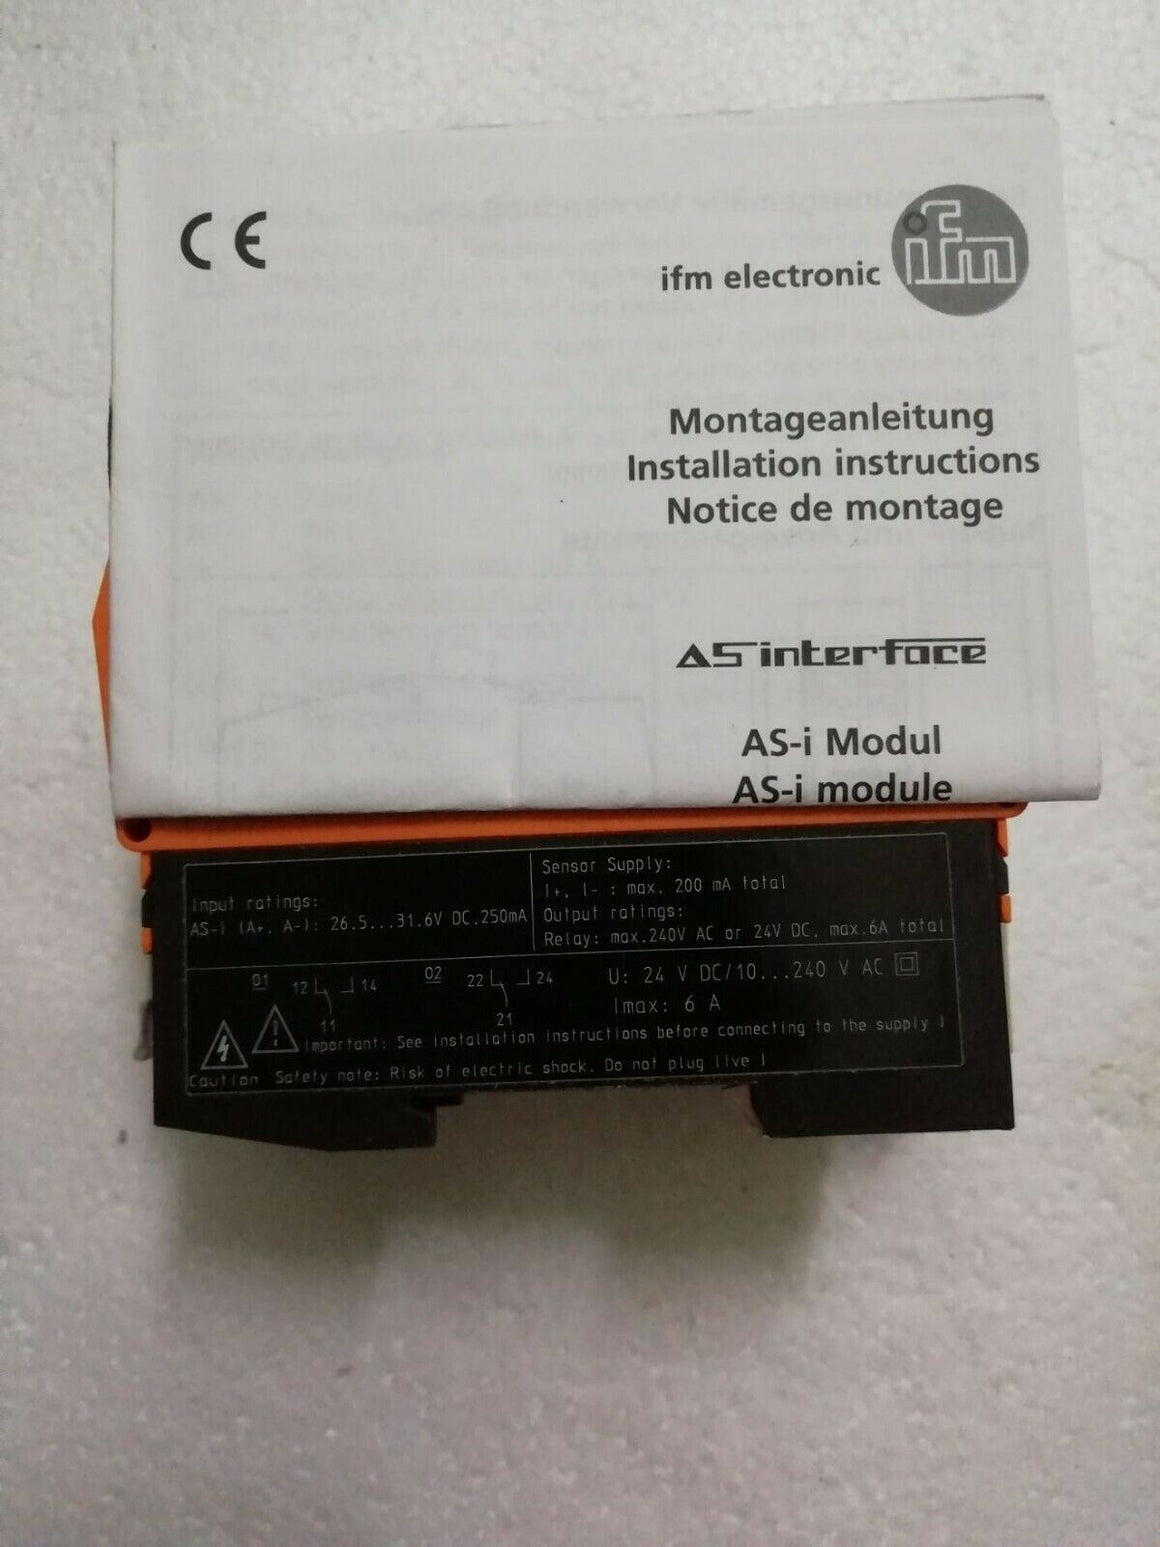 CE
ifm
ifm electronic
Montageanleitung
Installation instructions
Notice de montage
AS interface
AS-i Modul
AS-i module
Input ratings:
AS-i (A+, A-): 26.5...31.6V DC,250mA
Sensor Supply:
I+, I- : max. 200 mA total
Output ratings:
Relay: max.240V AC or 24V DC, max.6A total
O1 12 14 11
O2 22 24 21
U: 24 V DC/10...240 V AC
Imax: 6 A
Important: See installation instructions before connecting to the supply !
Caution Safety note: Risk of electric shock. Do not plug live !